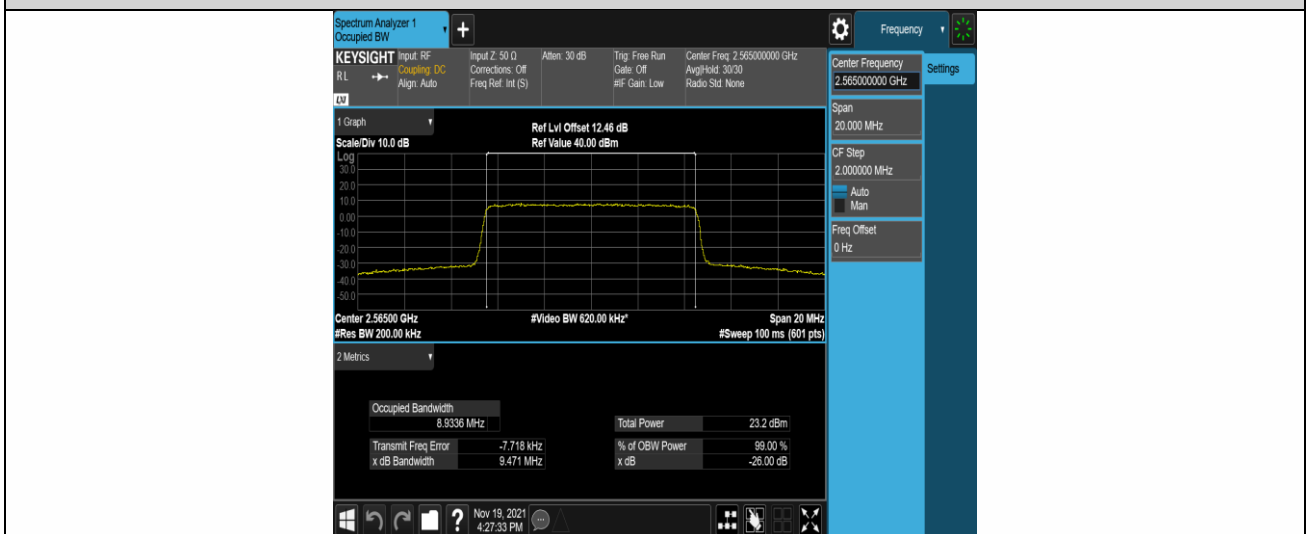 Spectrum Analyzer 1
Occupied BW
Frequency
KEYSIGHT
RL
LXI
Input: RF
Coupling: DC
Align: Auto
Input Z: 50 Ω
Corrections: Off
Freq Ref: Int (S)
Atten: 30 dB
Trig: Free Run
Gate: Off
#IF Gain: Low
Center Freq: 2.565000000 GHz
Avg|Hold: 30/30
Radio Std: None
1 Graph
Scale/Div 10.0 dB
Ref Lvl Offset 12.46 dB
Ref Value 40.00 dBm
Log
30.0
20.0
10.0
0.00
-10.0
-20.0
-30.0
-40.0
-50.0
Center 2.56500 GHz
#Video BW 620.00 kHz*
Span 20 MHz
#Res BW 200.00 kHz
#Sweep 100 ms (601 pts)
2 Metrics
Occupied Bandwidth
8.9336 MHz
Total Power 23.2 dBm
Transmit Freq Error -7.718 kHz
% of OBW Power 99.00 %
x dB Bandwidth 9.471 MHz
x dB -26.00 dB
Nov 19, 2021
4:27:33 PM
Center Frequency
2.565000000 GHz
Settings
Span
20.000 MHz
CF Step
2.000000 MHz
Auto
Man
Freq Offset
0 Hz